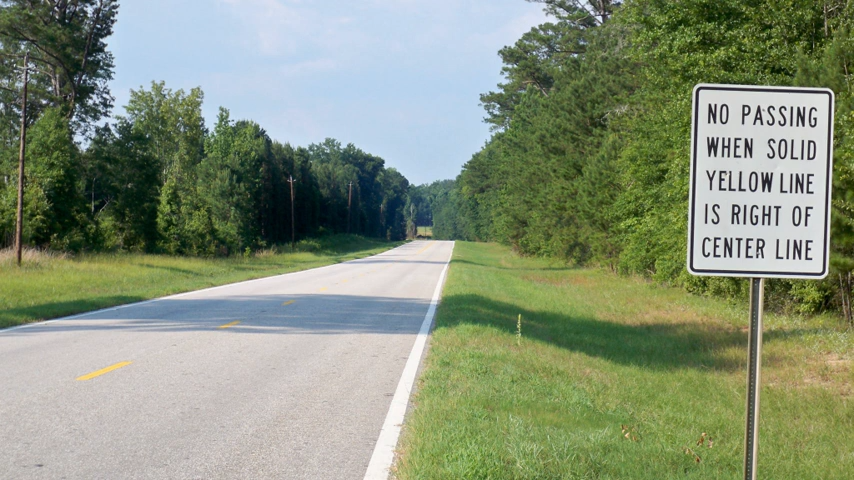 NO PASSING
WHEN SOLID
YELLOW LINE
IS RIGHT OF
CENTER LINE